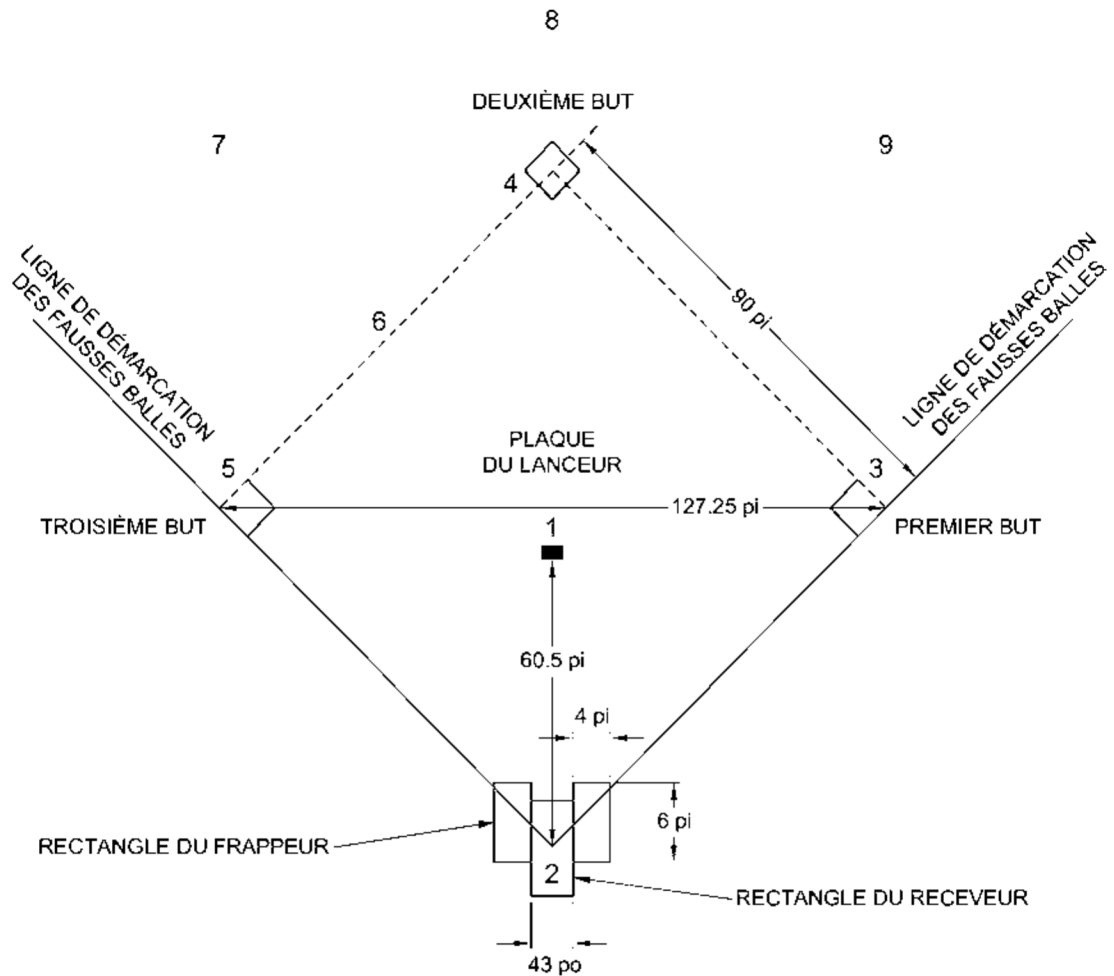 8
DEUXIÈME BUT
7
9
4
LIGNE DE DÉMARCATION
DES FAUSSES BALLES
90 pi
LIGNE DE DÉMARCATION
DES FAUSSES BALLES
6
PLAQUE
DU LANCEUR
5
3
127.25 pi
TROISIÈME BUT
1
PREMIER BUT
60.5 pi
4 pi
6 pi
RECTANGLE DU FRAPPEUR
2
RECTANGLE DU RECEVEUR
43 po